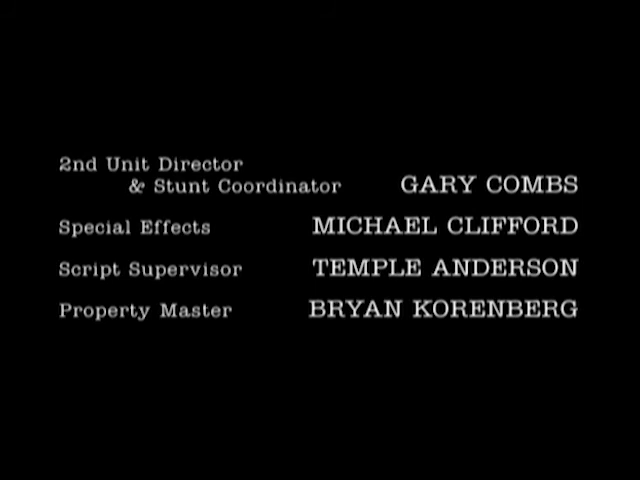 2nd Unit Director
& Stunt Coordinator GARY COMBS
Special Effects MICHAEL CLIFFORD
Script Supervisor TEMPLE ANDERSON
Property Master BRYAN KORENBERG